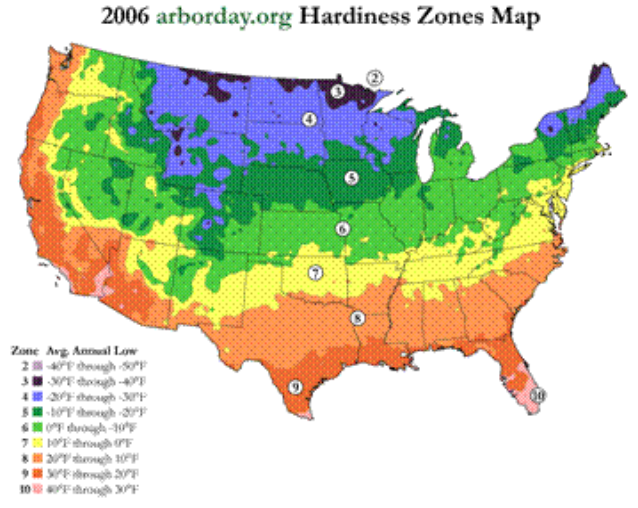 2006 arborday.org Hardiness Zones Map
2
3
4
5
6
7
8
9
10
Zone Avg. Annual Low
2 -40°F through -50°F
3 -30°F through -40°F
4 -20°F through -30°F
5 -10°F through -20°F
6 0°F through -10°F
7 10°F through 0°F
8 20°F through 10°F
9 30°F through 20°F
10 40°F through 30°F